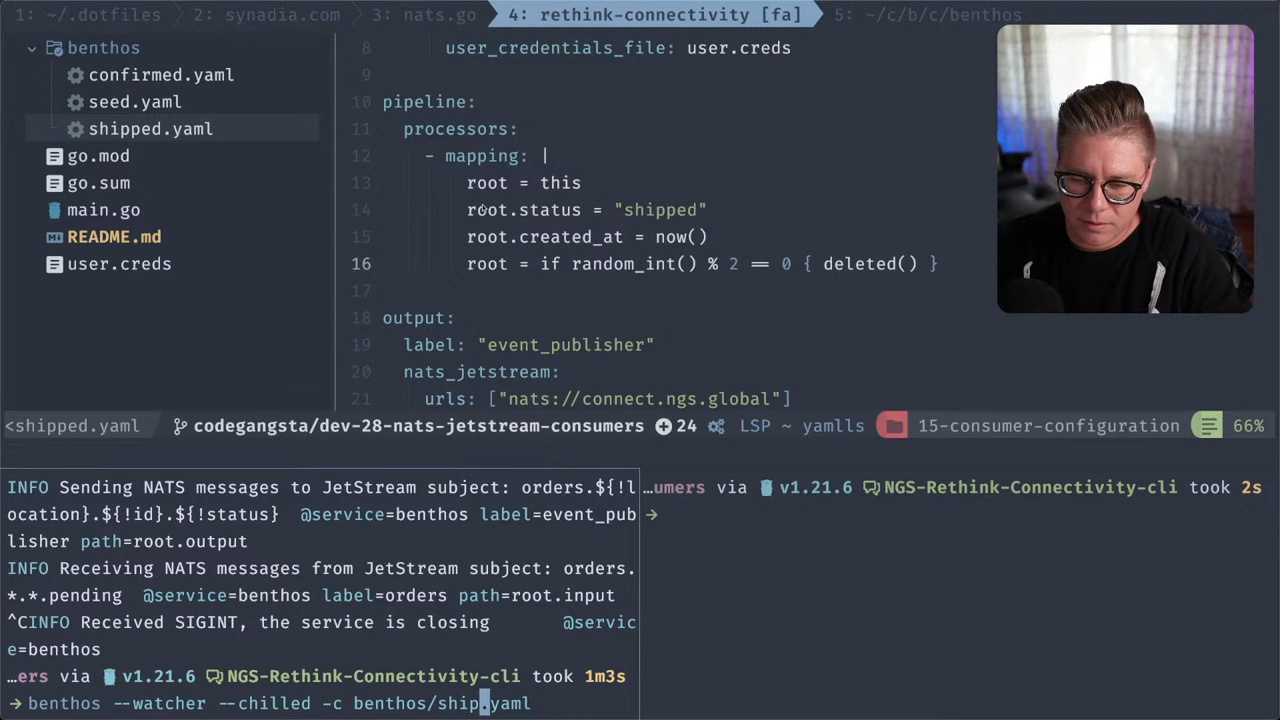 1: ~/.dotfiles 2: synadia.com 3: nats.go 4: rethink-connectivity [fa] 5: ~/c/b/c/benthos
benthos
confirmed.yaml
seed.yaml
shipped.yaml
go.mod
go.sum
main.go
README.md
user.creds
8 user_credentials_file: user.creds
9
10 pipeline:
11 processors:
12 - mapping: |
13 root = this
14 root.status = "shipped"
15 root.created_at = now()
16 root = if random_int() % 2 == 0 { deleted() }
17
18 output:
19 label: "event_publisher"
20 nats_jetstream:
21 urls: ["nats://connect.ngs.global"]
<shipped.yaml codegangsta/dev-28-nats-jetstream-consumers 24 LSP ~ yamlls 15-consumer-configuration 66%
INFO Sending NATS messages to JetStream subject: orders.${!l
ocation}.${!id}.${!status} @service=benthos label=event_pub
lisher path=root.output
INFO Receiving NATS messages from JetStream subject: orders.
*.*.pending @service=benthos label=orders path=root.input
^CINFO Received SIGINT, the service is closing @servic
e=benthos
…ers via v1.21.6 NGS-Rethink-Connectivity-cli took 1m3s
→ benthos --watcher --chilled -c benthos/ship.yaml
…umers via v1.21.6 NGS-Rethink-Connectivity-cli took 2s
→